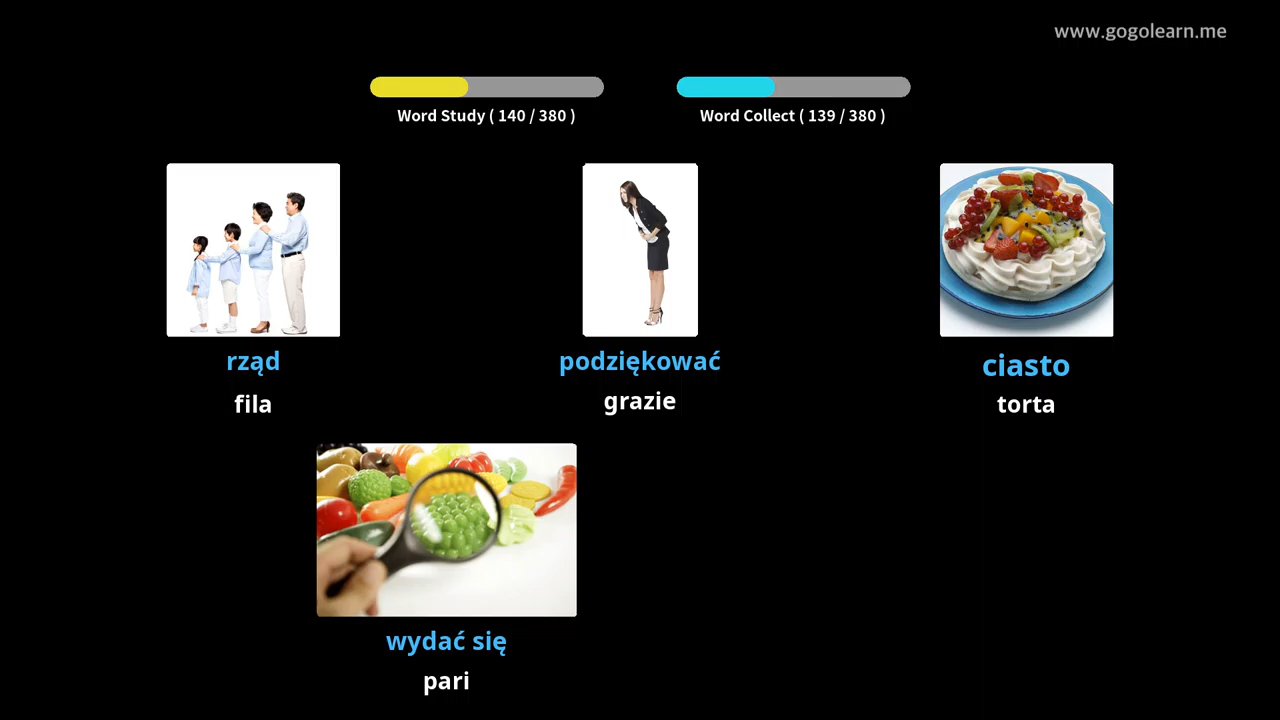 www.gogolearn.me
Word Study ( 140 / 380 )
Word Collect ( 139 / 380 )
rząd
podziękować
ciasto
fila
grazie
torta
wydać się
pari